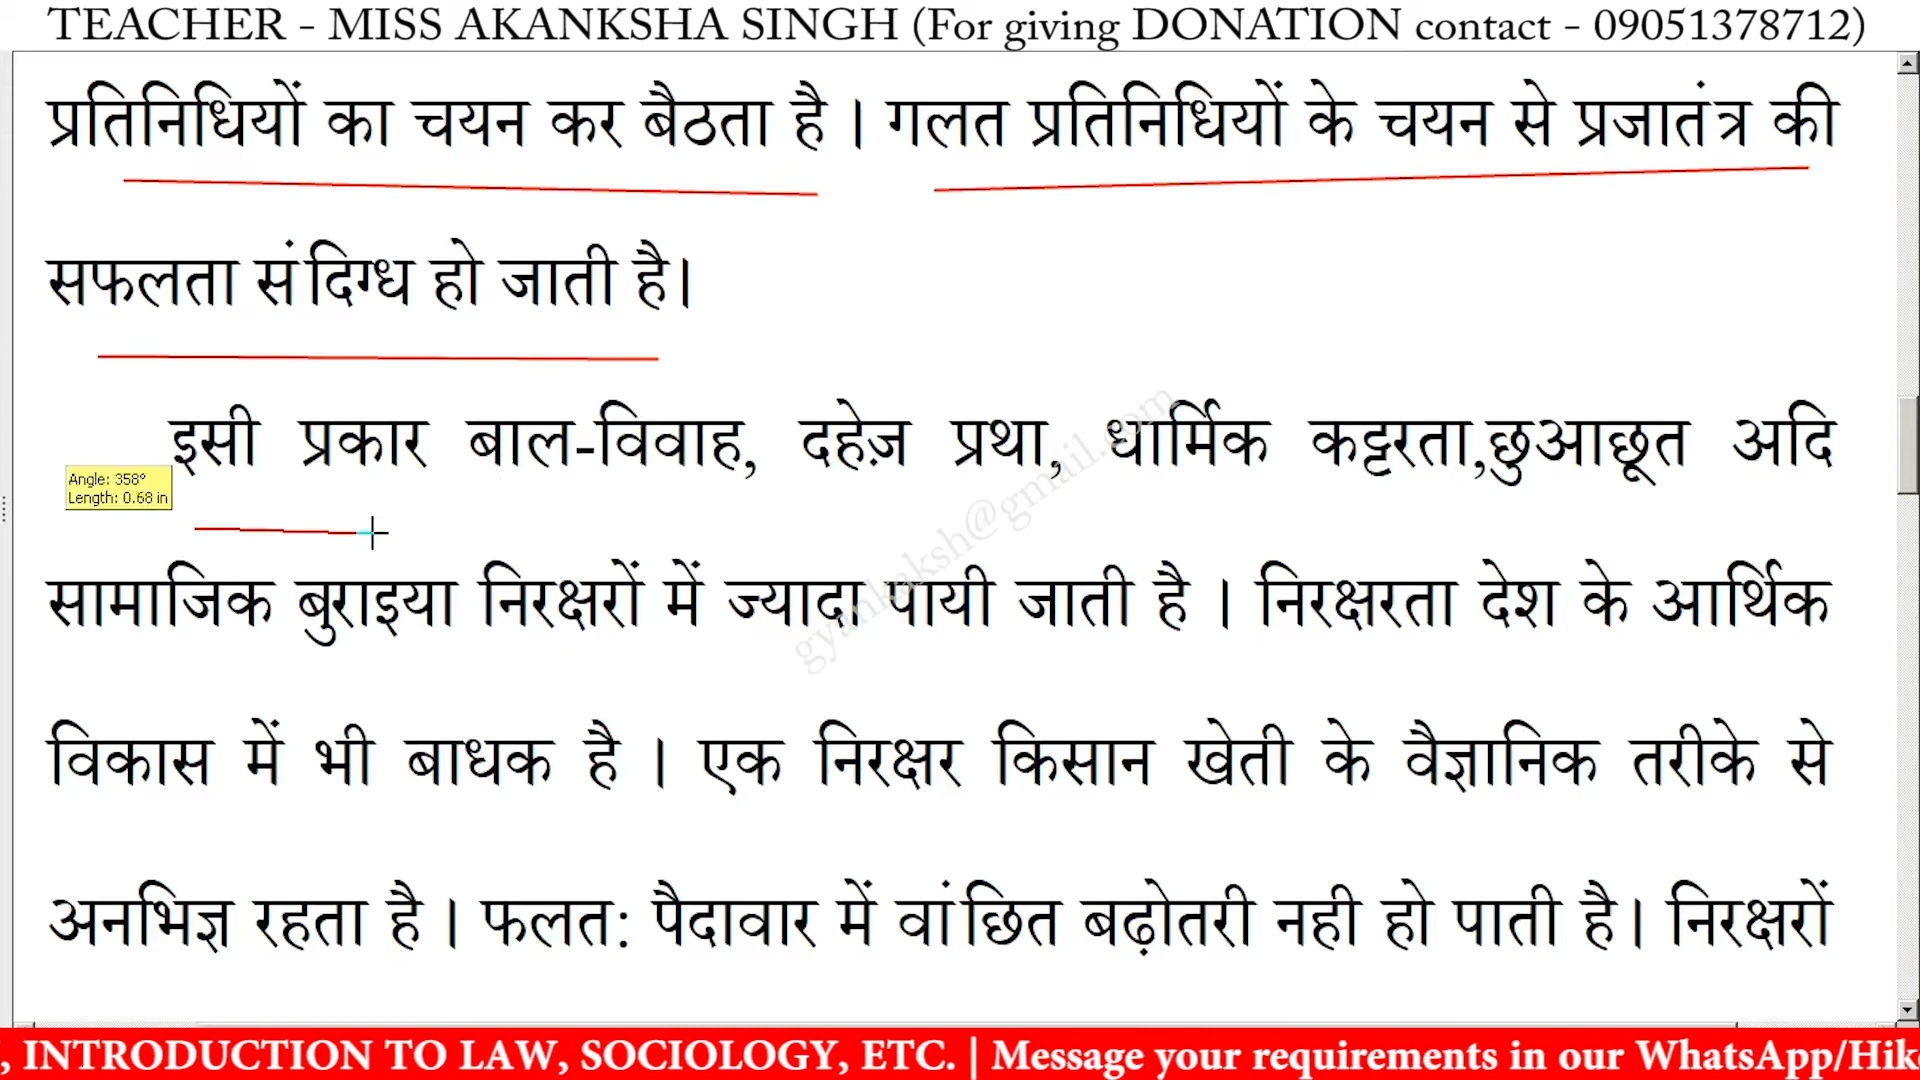 TEACHER - MISS AKANKSHA SINGH (For giving DONATION contact - 09051378712)
प्रतिनिधियों का चयन कर बैठता है । गलत प्रतिनिधियों के चयन से प्रजातंत्र की
सफलता संदिग्ध हो जाती है।
इसी प्रकार बाल-विवाह, दहेज़ प्रथा, धार्मिक कट्टरता,छुआछूत अदि
Angle: 358°
Length: 0.68 in
सामाजिक बुराइया निरक्षरों में ज्यादा पायी जाती है । निरक्षरता देश के आर्थिक
विकास में भी बाधक है । एक निरक्षर किसान खेती के वैज्ञानिक तरीके से
अनभिज्ञ रहता है । फलत: पैदावार में वांछित बढ़ोतरी नही हो पाती है। निरक्षरों
gyankaksh@gmail.com
, INTRODUCTION TO LAW, SOCIOLOGY, ETC. | Message your requirements in our WhatsApp/Hik